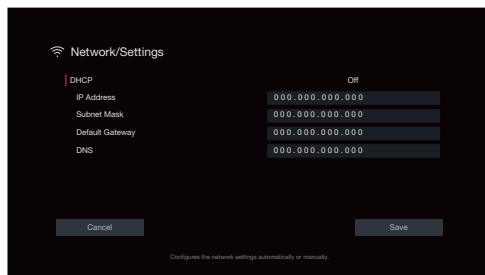 Network/Settings
DHCP Off
IP Address 000.000.000.000
Subnet Mask 000.000.000.000
Default Gateway 000.000.000.000
DNS 000.000.000.000
Cancel Save
Configures the network settings automatically or manually.